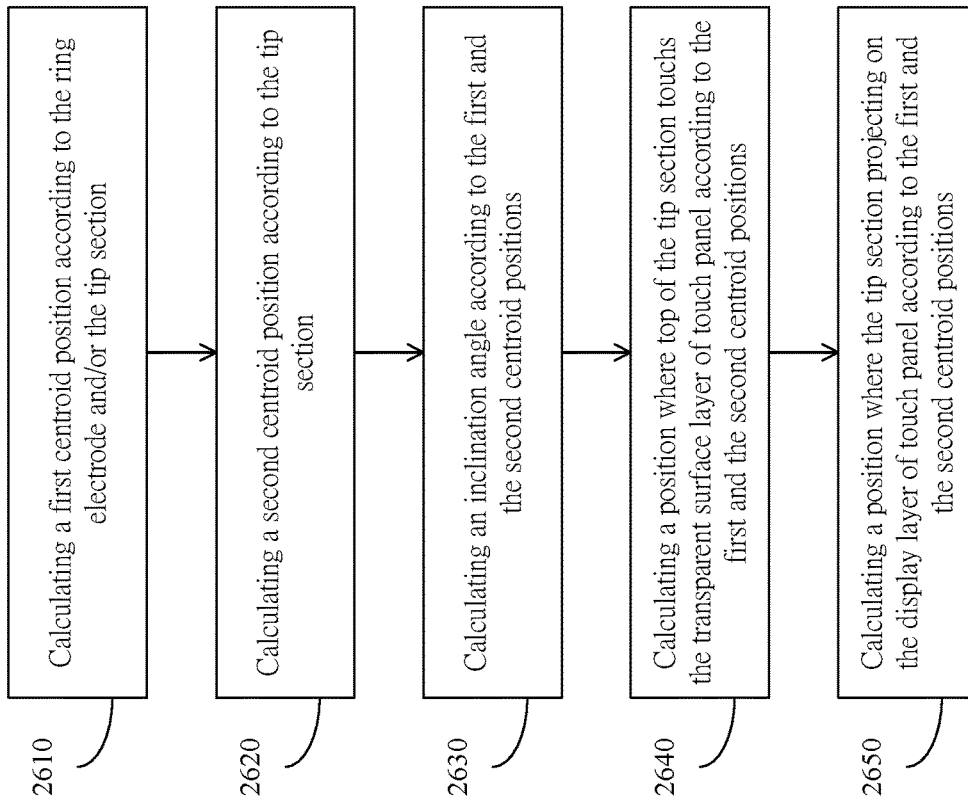 2610
Calculating a first centroid position according to the ring
electrode and/or the tip section
2620
Calculating a second centroid position according to the tip
section
2630
Calculating an inclination angle according to the first and
the second centroid positions
2640
Calculating a position where top of the tip section touchs
the transparent surface layer of touch panel according to the
first and the second centroid positions
2650
Calculating a position where the tip section projecting on
the display layer of touch panel according to the first and
the second centroid positions